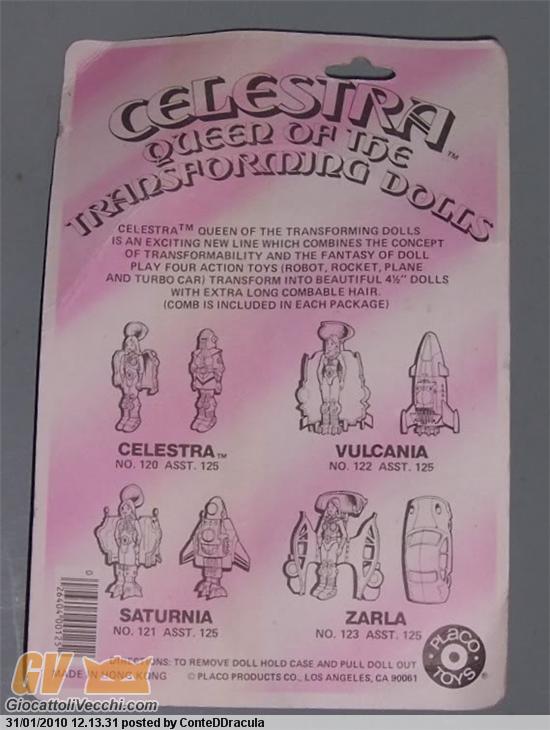 CELESTRA
QUEEN OF THE
TRANSFORMING DOLLS™
CELESTRA™ QUEEN OF THE TRANSFORMING DOLLS
IS AN EXCITING NEW LINE WHICH COMBINES THE CONCEPT
OF TRANSFORMABILITY AND THE FANTASY OF DOLL
PLAY FOUR ACTION TOYS (ROBOT, ROCKET, PLANE
AND TURBO CAR) TRANSFORM INTO BEAUTIFUL 4½" DOLLS
WITH EXTRA LONG COMBABLE HAIR.
(COMB IS INCLUDED IN EACH PACKAGE)
CELESTRA™
NO. 120 ASST. 125
VULCANIA
NO. 122 ASST. 125
SATURNIA
NO. 121 ASST. 125
ZARLA
NO. 123 ASST. 125
PLACO
TOYS
®
DIRECTIONS: TO REMOVE DOLL HOLD CASE AND PULL DOLL OUT
MADE IN HONG KONG © PLACO PRODUCTS CO., LOS ANGELES, CA 90061
GV
GiocattoliVecchi.com
31/01/2010 12.13.31 posted by ConteDDracula